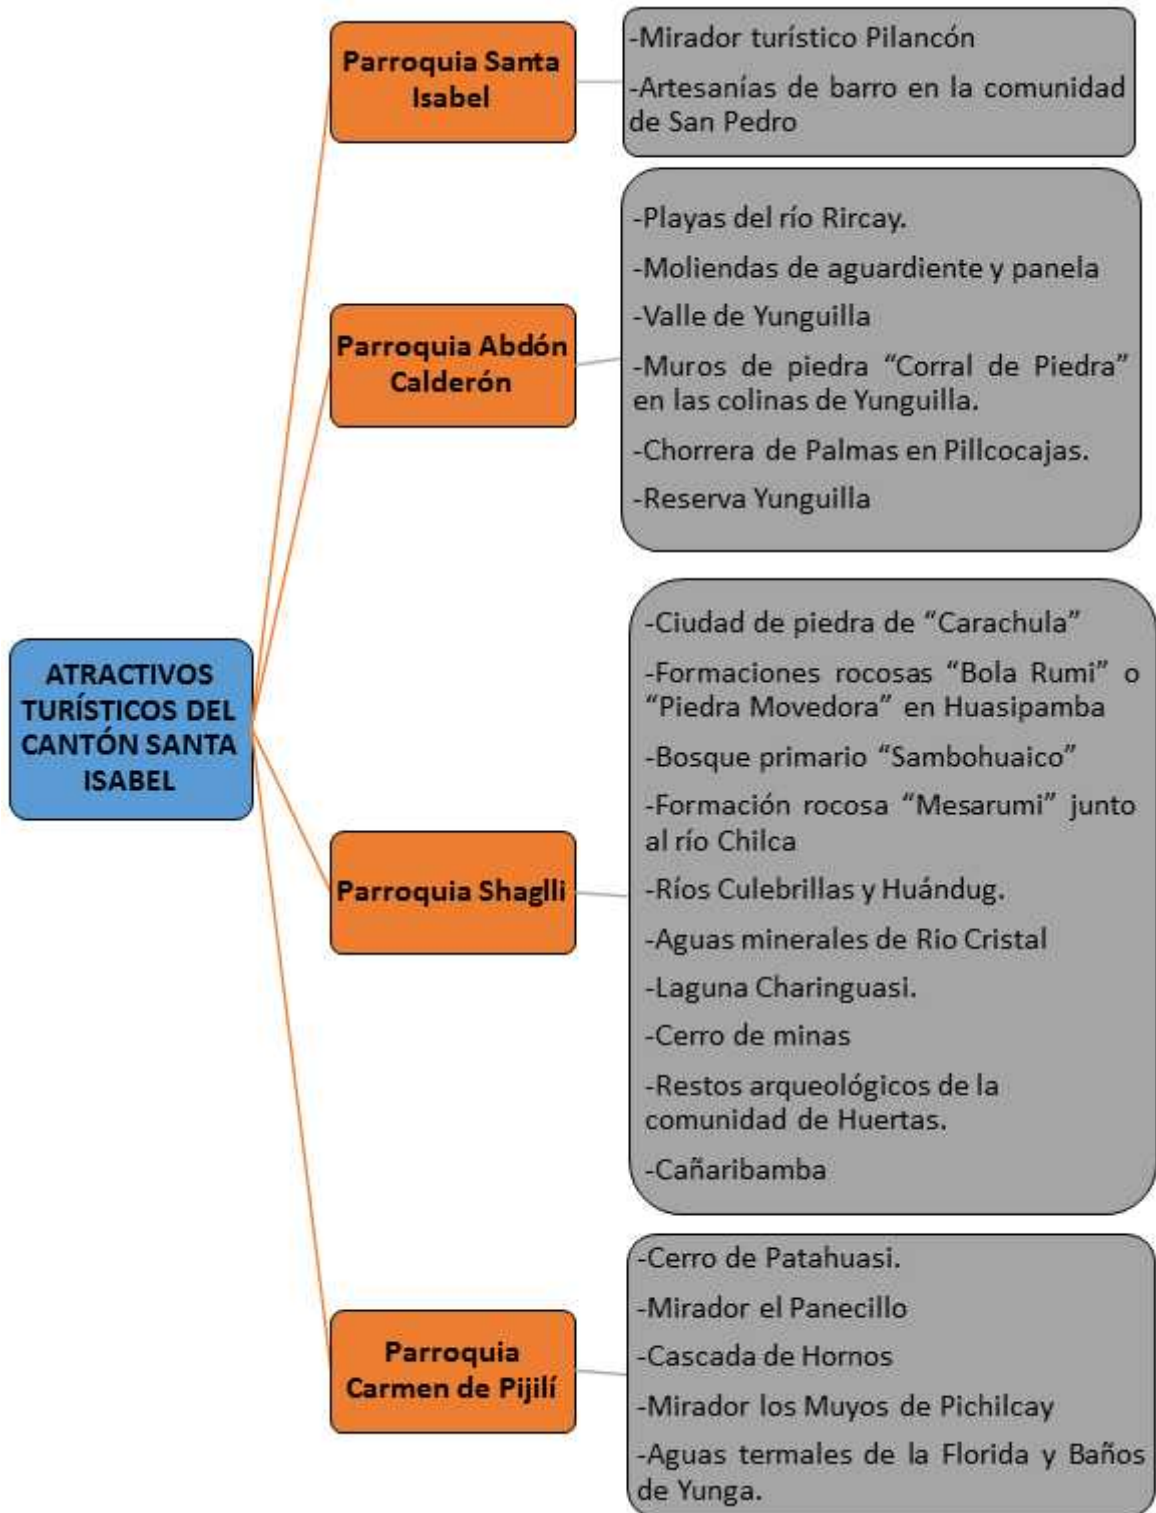 Parroquia Santa
Isabel
-Mirador turístico Pilancón
-Artesanías de barro en la comunidad
de San Pedro
Parroquia Abdón
Calderón
-Playas del río Rircay.
-Moliendas de aguardiente y panela
-Valle de Yunguilla
-Muros de piedra “Corral de Piedra”
en las colinas de Yunguilla.
-Chorrera de Palmas en Pillcocajas.
-Reserva Yunguilla
ATRACTIVOS
TURÍSTICOS DEL
CANTÓN SANTA
ISABEL
Parroquia Shaglli
-Ciudad de piedra de “Carachula”
-Formaciones rocosas “Bola Rumi” o
“Piedra Movedora” en Huasipamba
-Bosque primario “Sambohuaico”
-Formación rocosa “Mesarumi” junto
al río Chilca
-Ríos Culebrillas y Huándug.
-Aguas minerales de Rio Cristal
-Laguna Charinguasi.
-Cerro de minas
-Restos arqueológicos de la
comunidad de Huertas.
-Cañaribamba
Parroquia
Carmen de Pijilí
-Cerro de Patahuasi.
-Mirador el Panecillo
-Cascada de Hornos
-Mirador los Muyos de Pichilcay
-Aguas termales de la Florida y Baños
de Yunga.